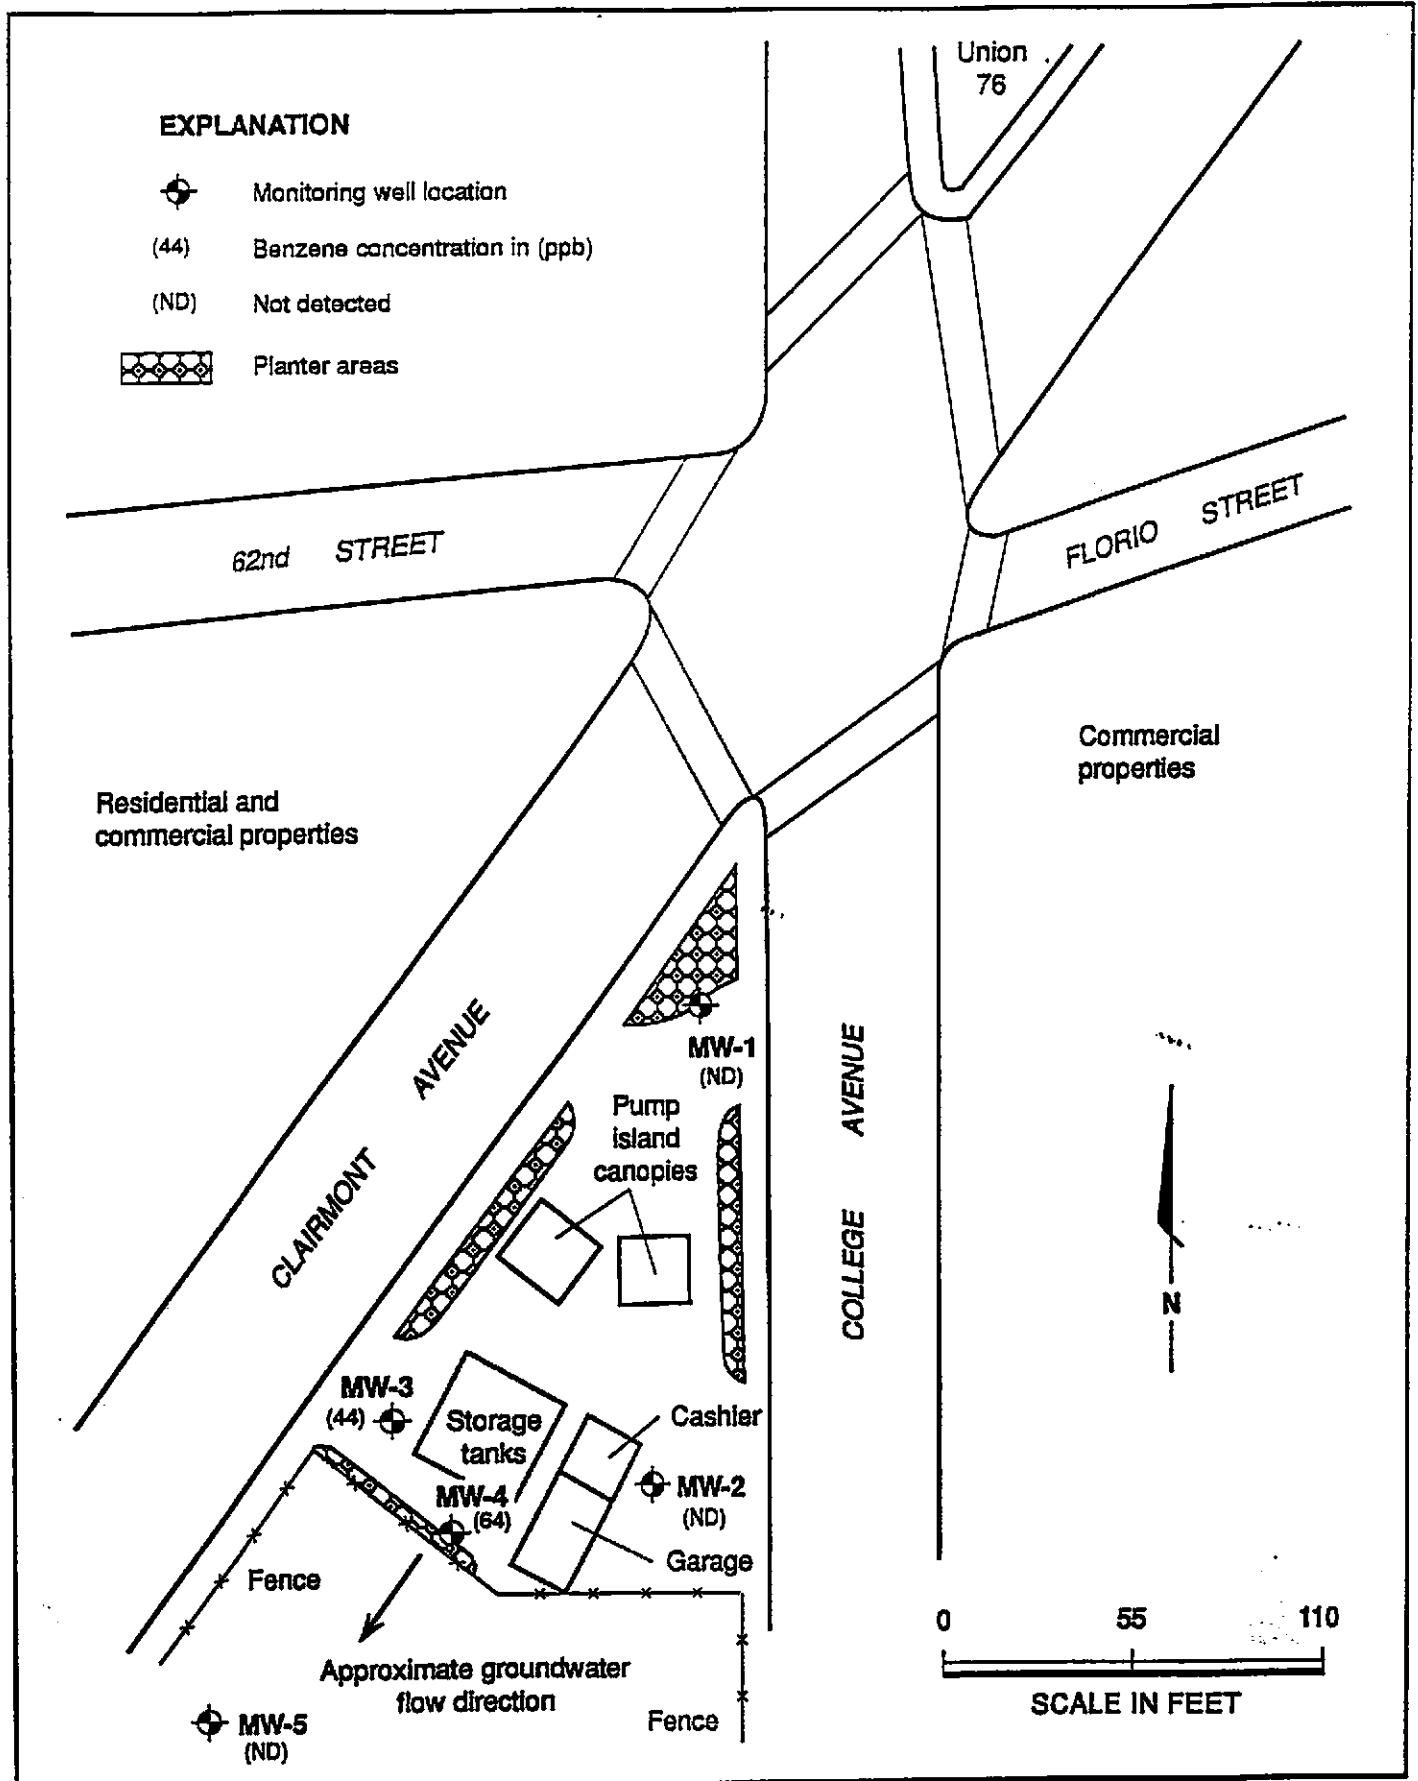 Union
76
EXPLANATION
Monitoring well location
(44) Benzene concentration in (ppb)
(ND) Not detected
Planter areas
62nd STREET
FLORIO STREET
Commercial
properties
Residential and
commercial properties
CLAIRMONT AVENUE
COLLEGE AVENUE
MW-1
(ND)
Pump
island
canopies
N
MW-3
(44)
Storage
tanks
Cashier
MW-4
(64)
MW-2
(ND)
Garage
Fence
Approximate groundwater
flow direction
MW-5
(ND)
Fence
0 55 110
SCALE IN FEET